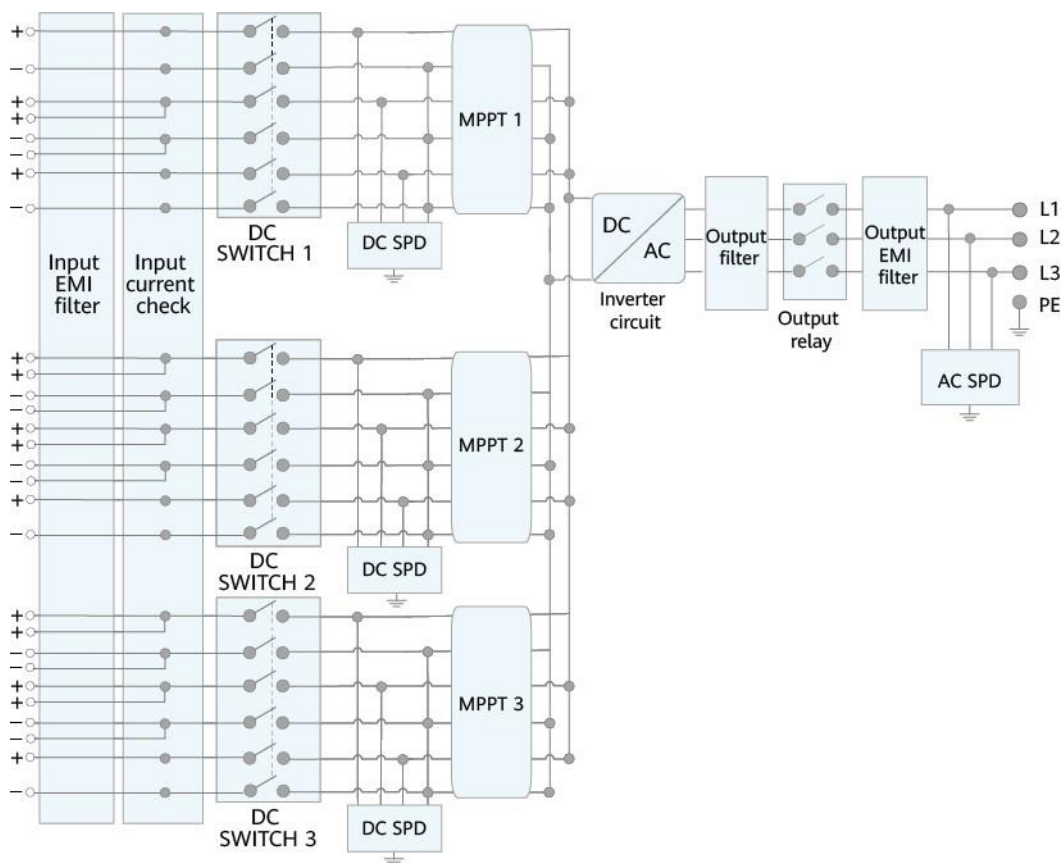 +
−
+
+
−
−
+
−
Input
EMI
filter
Input
current
check
DC
SWITCH 1
DC SPD
MPPT 1
DC
AC
Inverter
circuit
Output
filter
Output
relay
Output
EMI
filter
L1
L2
L3
PE
AC SPD
+
+
−
−
+
+
−
−
+
−
DC
SWITCH 2
DC SPD
MPPT 2
+
+
−
−
+
+
−
−
+
−
DC
SWITCH 3
DC SPD
MPPT 3